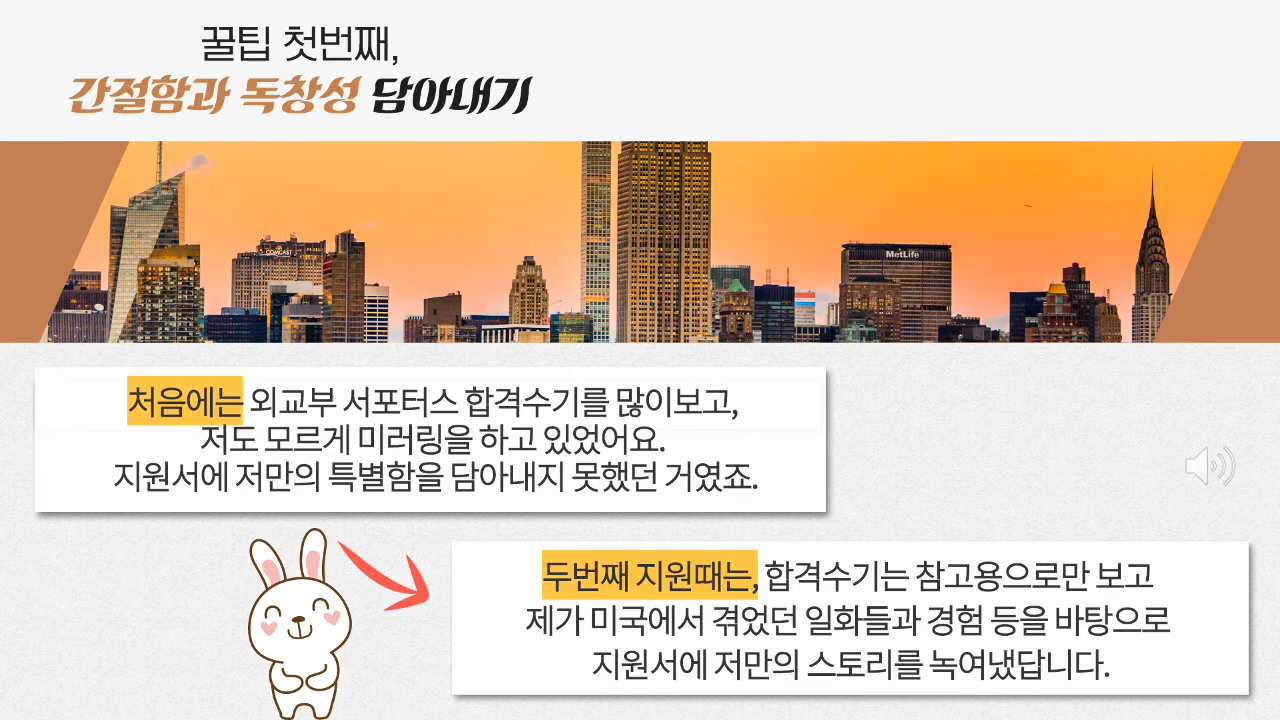 꿀팁 첫번째,
간절함과 독창성 담아내기
COMCAST
MetLife
처음에는 외교부 서포터스 합격수기를 많이보고,
저도 모르게 미러링을 하고 있었어요.
지원서에 저만의 특별함을 담아내지 못했던 거였죠.
두번째 지원때는, 합격수기는 참고용으로만 보고
제가 미국에서 겪었던 일화들과 경험 등을 바탕으로
지원서에 저만의 스토리를 녹여냈답니다.